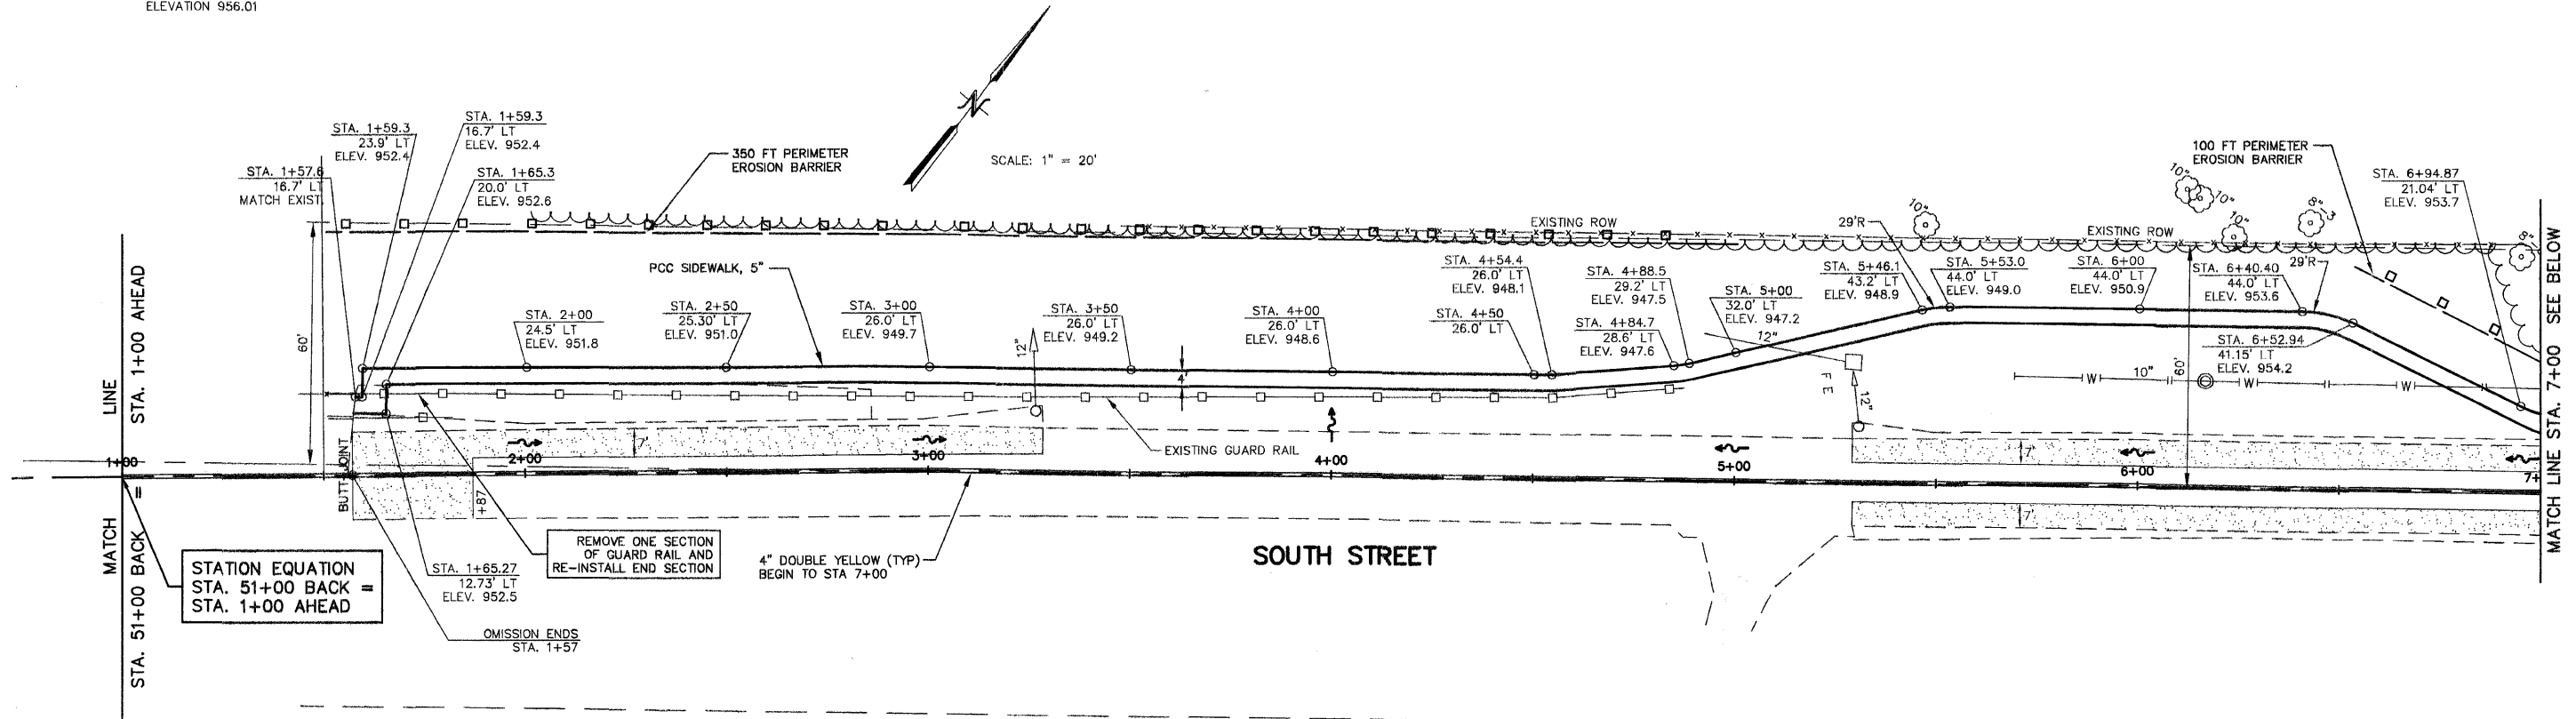 ELEVATION 956.01
STA. 1+59.3
23.9' LT
ELEV. 952.4
STA. 1+59.3
16.7' LT
ELEV. 952.4
STA. 1+57.6
16.7' LT
MATCH EXIST.
STA. 1+65.3
20.0' LT
ELEV. 952.6
350 FT PERIMETER
EROSION BARRIER
N
SCALE: 1" = 20'
100 FT PERIMETER
EROSION BARRIER
STA. 6+94.87
21.04' LT
ELEV. 953.7
10"
10"
10"
10"
8"-3
8"
EXISTING ROW
29'R
EXISTING ROW
PCC SIDEWALK, 5"
STA. 2+00
24.5' LT
ELEV. 951.8
STA. 2+50
25.30' LT
ELEV. 951.0
STA. 3+00
26.0' LT
ELEV. 949.7
STA. 3+50
26.0' LT
ELEV. 949.2
STA. 4+00
26.0' LT
ELEV. 948.6
STA. 4+54.4
26.0' LT
ELEV. 948.1
STA. 4+50
26.0' LT
STA. 4+88.5
29.2' LT
ELEV. 947.5
STA. 4+84.7
28.6' LT
ELEV. 947.6
STA. 5+00
32.0' LT
ELEV. 947.2
STA. 5+46.1
43.2' LT
ELEV. 948.9
STA. 5+53.0
44.0' LT
ELEV. 949.0
STA. 6+00
44.0' LT
ELEV. 950.9
STA. 6+40.40
44.0' LT
ELEV. 953.6
29'R
STA. 6+52.94
41.15' LT
ELEV. 954.2
60'
12"
4'
12"
F E
12"
60'
W
10"
W
W
MATCH LINE
STA. 1+00 AHEAD
STA. 51+00 BACK =
MATCH LINE STA. 7+00 SEE BELOW
7'
7'
7'
EXISTING GUARD RAIL
1+00
2+00
3+00
4+00
5+00
6+00
7+
BUTT JOINT
+87
STATION EQUATION
STA. 51+00 BACK =
STA. 1+00 AHEAD
REMOVE ONE SECTION
OF GUARD RAIL AND
RE-INSTALL END SECTION
4" DOUBLE YELLOW (TYP)
BEGIN TO STA 7+00
SOUTH STREET
STA. 1+65.27
12.73' LT
ELEV. 952.5
OMISSION ENDS
STA. 1+57